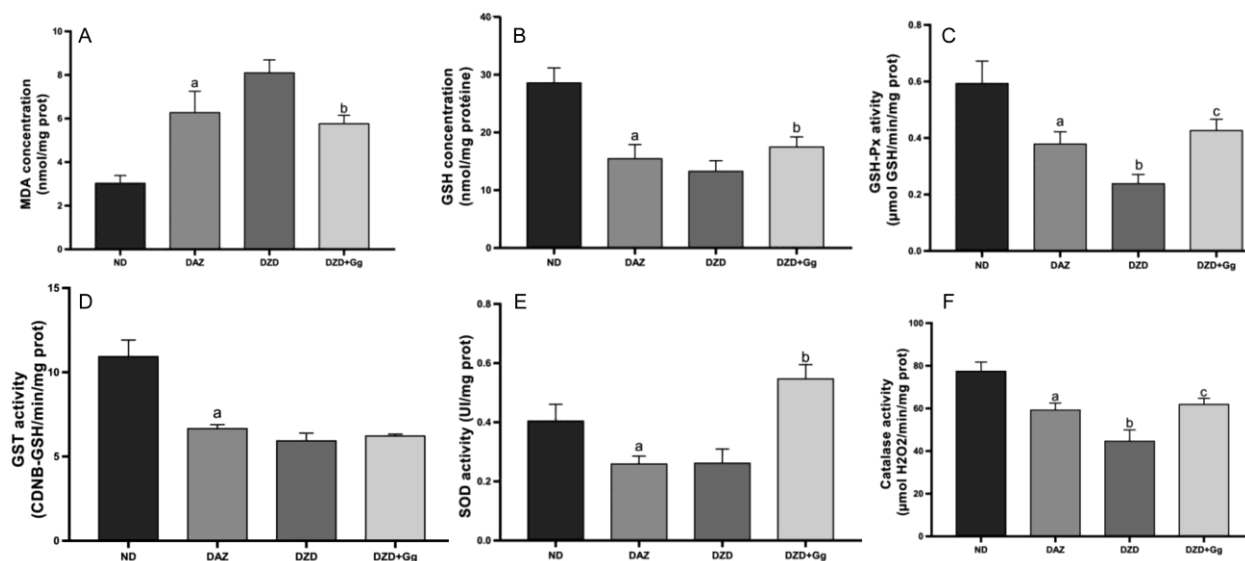 A
MDA concentration
(nmol/mg prot)
10
8
6
4
2
0
a
b
ND DAZ DZD DZD+Gg
B
GSH concentration
(nmol/mg protéine)
40
30
20
10
0
a
b
ND DAZ DZD DZD+Gg
C
GSH-Px ativity
(µmol GSH/min/mg prot)
0.8
0.6
0.4
0.2
0.0
a
b
c
ND DAZ DZD DZD+Gg
D
GST activity
(CDNB-GSH/min/mg prot)
15
10
5
0
a
ND DAZ DZD DZD+Gg
E
SOD activity (UI/mg prot)
0.8
0.6
0.4
0.2
0.0
a
b
ND DAZ DZD DZD+Gg
F
Catalase activity
(µmol H2O2/min/mg prot)
100
80
60
40
20
0
a
b
c
ND DAZ DZD DZD+Gg